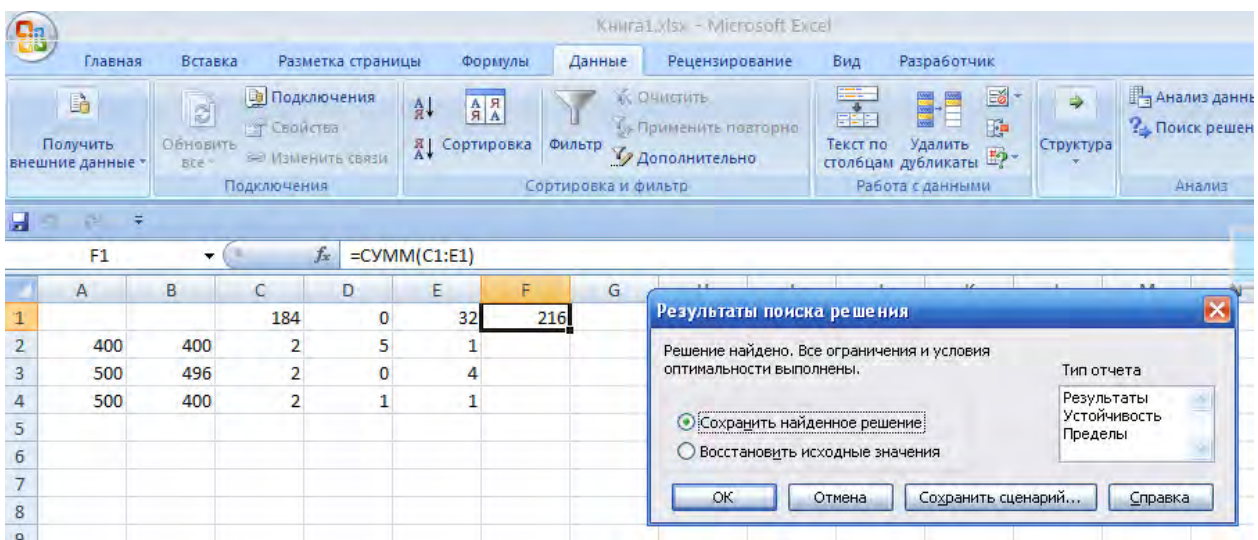 Книга1.xlsx - Microsoft Excel
Главная Вставка Разметка страницы Формулы Данные Рецензирование Вид Разработчик
Получить внешние данные
Обновить все
Подключения
Свойства
Изменить связи
Подключения
Сортировка
Фильтр
Очистить
Применить повторно
Дополнительно
Сортировка и фильтр
Текст по столбцам
Удалить дубликаты
Работа с данными
Структура
Анализ данны
Поиск решен
Анализ
F1 fx =СУММ(C1:E1)
A B C D E F G
1 184 0 32 216
2 400 400 2 5 1
3 500 496 2 0 4
4 500 400 2 1 1
5
6
7
8
9
Результаты поиска решения
Решение найдено. Все ограничения и условия
оптимальности выполнены.
Тип отчета
Результаты
Устойчивость
Пределы
Сохранить найденное решение
Восстановить исходные значения
ОК Отмена Сохранить сценарий... Справка